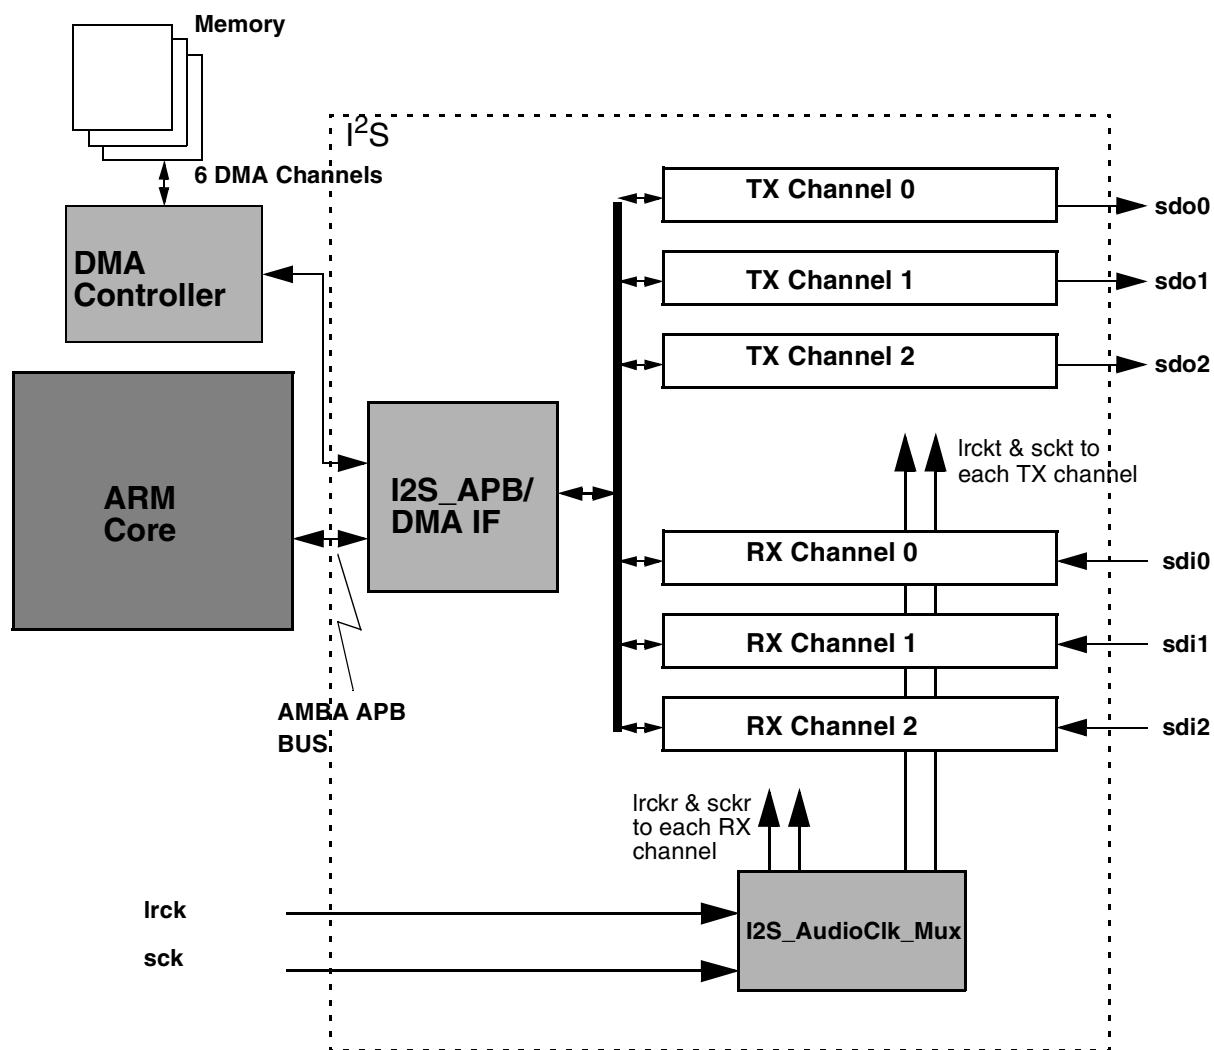 Memory
I²S
6 DMA Channels
TX Channel 0
sdo0
DMA
Controller
TX Channel 1
sdo1
TX Channel 2
sdo2
lrckt & sckt to
each TX channel
ARM
Core
I2S_APB/
DMA IF
RX Channel 0
sdi0
RX Channel 1
sdi1
AMBA APB
BUS
RX Channel 2
sdi2
lrckr & sckr
to each RX
channel
lrck
I2S_AudioClk_Mux
sck